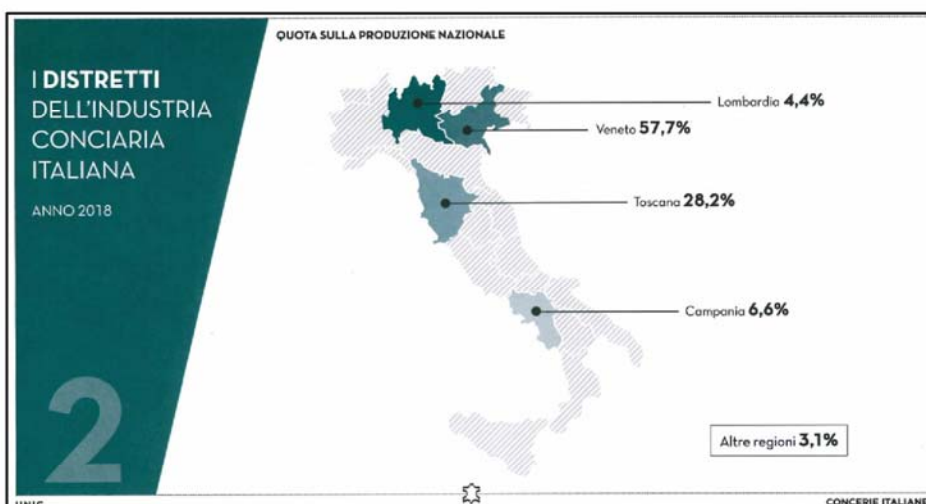 QUOTA SULLA PRODUZIONE NAZIONALE
I DISTRETTI
DELL'INDUSTRIA
CONCIARIA
ITALIANA
ANNO 2018
Lombardia 4,4%
Veneto 57,7%
Toscana 28,2%
Campania 6,6%
Altre regioni 3,1%
2
UNIC
CONCERIE ITALIANE